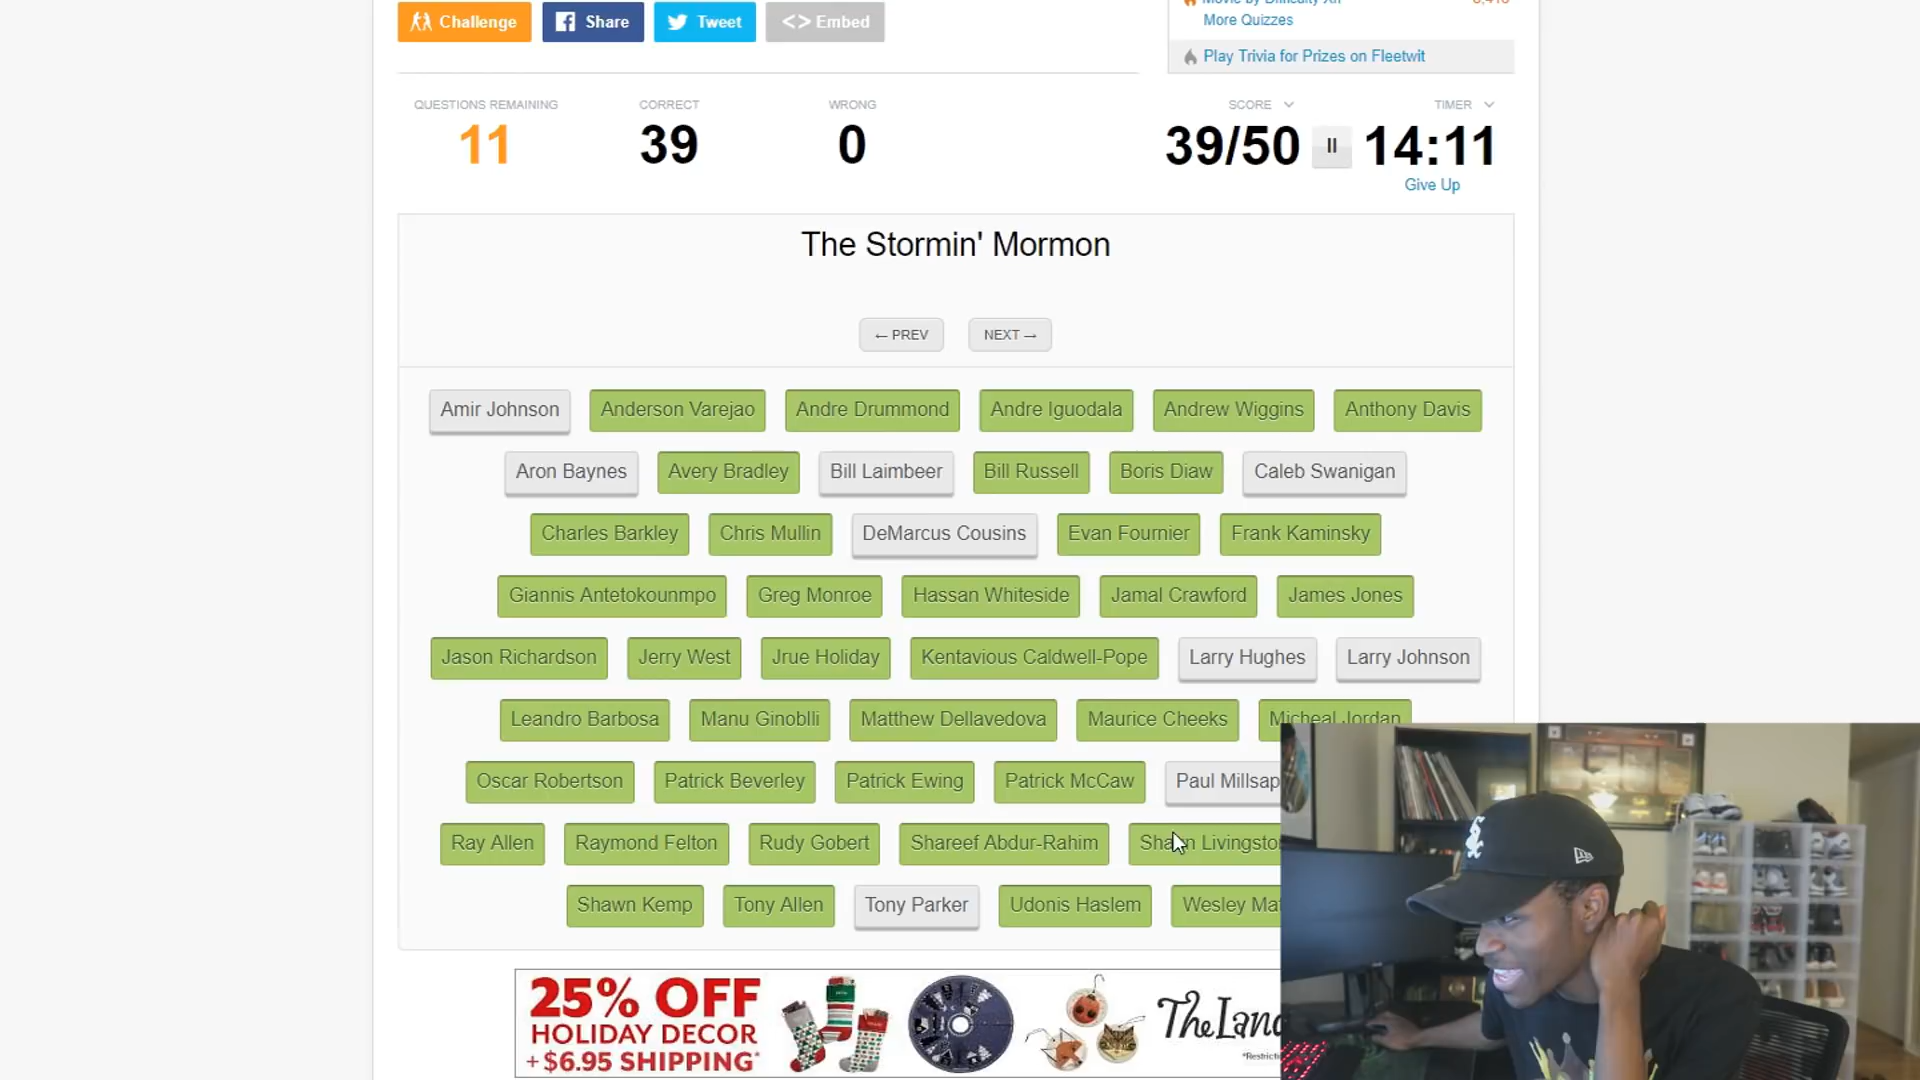 Challenge
Share
Tweet
<> Embed
More Quizzes
Play Trivia for Prizes on Fleetwit
QUESTIONS REMAINING
11
CORRECT
39
WRONG
0
SCORE
39/50
TIMER
14:11
Give Up
The Stormin' Mormon
← PREV
NEXT →
Amir Johnson
Anderson Varejao
Andre Drummond
Andre Iguodala
Andrew Wiggins
Anthony Davis
Aron Baynes
Avery Bradley
Bill Laimbeer
Bill Russell
Boris Diaw
Caleb Swanigan
Charles Barkley
Chris Mullin
DeMarcus Cousins
Evan Fournier
Frank Kaminsky
Giannis Antetokounmpo
Greg Monroe
Hassan Whiteside
Jamal Crawford
James Jones
Jason Richardson
Jerry West
Jrue Holiday
Kentavious Caldwell-Pope
Larry Hughes
Larry Johnson
Leandro Barbosa
Manu Ginoblli
Matthew Dellavedova
Maurice Cheeks
Micheal Jordan
Oscar Robertson
Patrick Beverley
Patrick Ewing
Patrick McCaw
Paul Millsap
Ray Allen
Raymond Felton
Rudy Gobert
Shareef Abdur-Rahim
Livingsto
Shawn Kemp
Tony Allen
Tony Parker
Udonis Haslem
Wesley Mat
25% OFF
HOLIDAY DECOR
+$6.95 SHIPPING*
The Lan